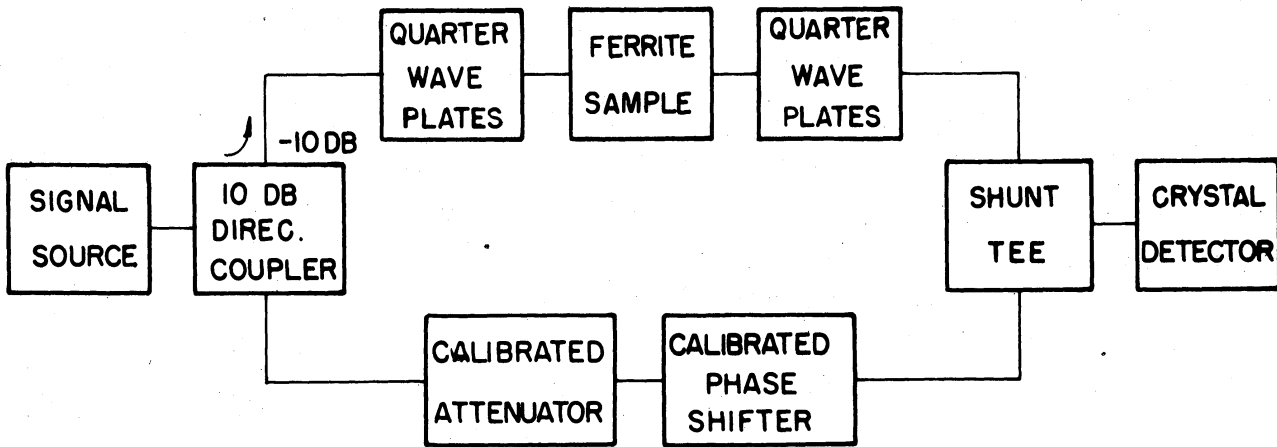 QUARTER
WAVE
PLATES
FERRITE
SAMPLE
QUARTER
WAVE
PLATES
-10 DB
SIGNAL
SOURCE
10 DB
DIREC.
COUPLER
SHUNT
TEE
CRYSTAL
DETECTOR
CALIBRATED
ATTENUATOR
CALIBRATED
PHASE
SHIFTER